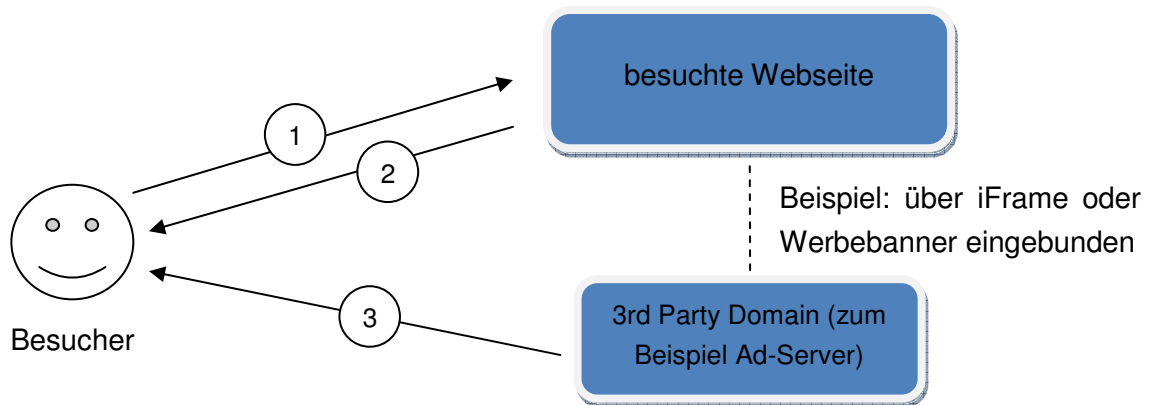 besuchte Webseite
1
2
Beispiel: über iFrame oder
Werbebanner eingebunden
3
3rd Party Domain (zum
Beispiel Ad-Server)
Besucher